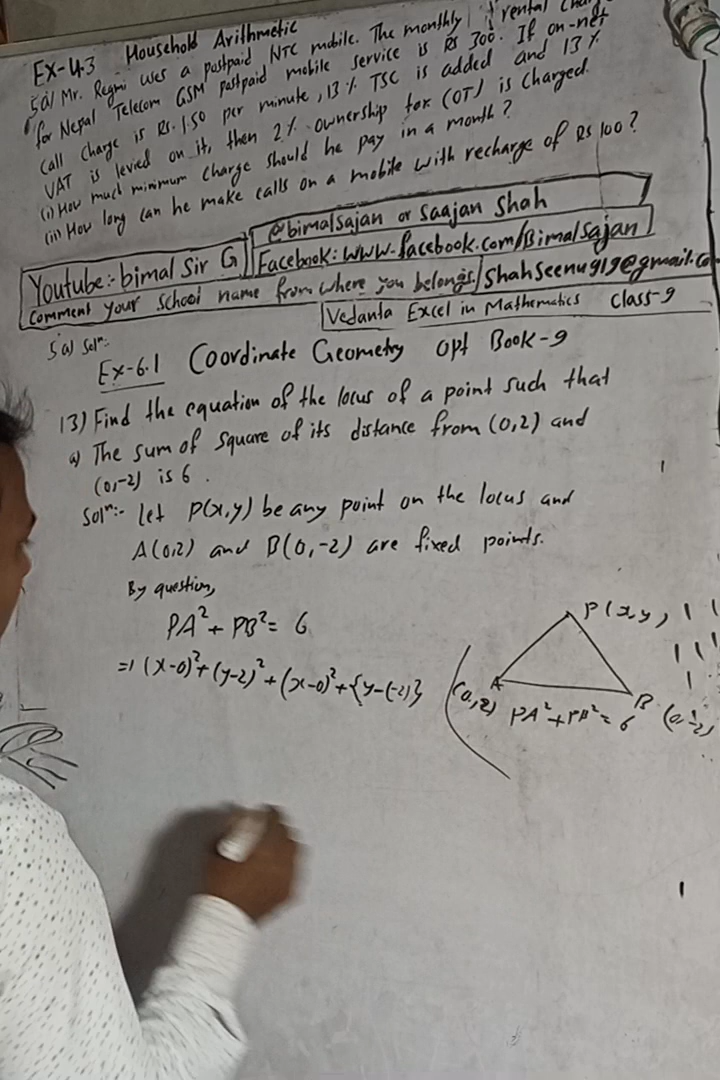 Ex-4.3 Household Arithmetic
5a) Mr. Regmi uses a postpaid NTC mobile. The monthly rental
for Nepal Telecom GSM postpaid mobile service is Rs 300. If on-net
call charge is Rs. 1.50 per minute, 13% TSC is added and 13%
VAT is levied on it, then 2% ownership tax (OT) is charged.
(i) How much minimum charge should he pay in a month?
(ii) How long can he make calls on a mobile with recharge of Rs 100?
@bimalsajan or Saajan Shah
Youtube: bimal Sir G
Facebook: www.facebook.com/Bimalsajan
Comment your school name from where you belongs.
Shahseenu919@gmail.co
Vedanta Excel in Mathematics Class-9
5a) Solⁿ:
Ex-6.1 Coordinate Geometry opt Book-9
13) Find the equation of the locus of a point such that
a) The sum of square of its distance from (0,2) and
(0,-2) is 6.
Solⁿ:- Let P(x,y) be any point on the locus and
A(0,2) and B(0,-2) are fixed points.
By question,
PA²+PB²= 6
=) (x-0)²+(y-2)²+(x-0)²+{y-(-2)}
P(x,y)
A
(0,2)
B
(0,-2)
PA²+PB²= 6